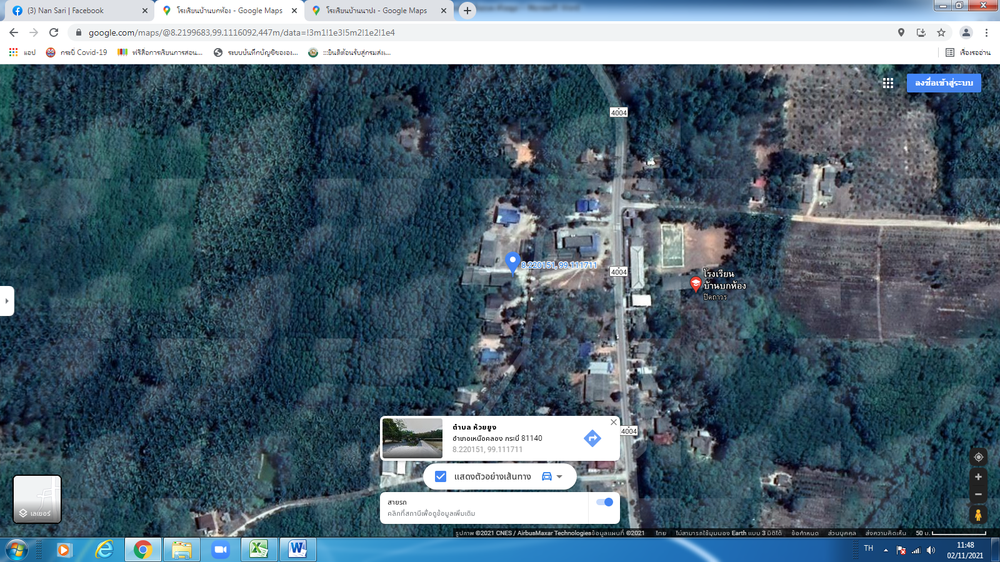 (3) Nan Sari | Facebook
โรงเรียนบ้านบกห้อง - Google Maps
โรงเรียนบ้านนาปง - Google Maps
google.com/maps/@8.2199683,99.1116092,447m/data=!3m1!1e3!5m2!1e2!1e4
แอป
กระบี่ Covid-19
ฟรีสื่อการเรียนการสอน...
ระบบบันทึกบัญชีขององ...
:::ยินดีต้อนรับสู่กรมส่งเ...
เรื่องรออ่าน
ลงชื่อเข้าสู่ระบบ
4004
8.220151, 99.111711
4004
โรงเรียน
บ้านบกห้อง
ปิดถาวร
ตำบล ห้วยยูง
อำเภอเหนือคลอง กระบี่ 81140
8.220151, 99.111711
4004
แสดงตัวอย่างเส้นทาง
สายรถ
คลิกที่สถานีเพื่อดูข้อมูลเพิ่มเติม
เลเยอร์
รูปภาพ ©2021 CNES / AirbusMaxar Technologiesข้อมูลแผนที่ ©2021
ไทย
ไม่สามารถใช้มุมมอง Earth แบบ 3 มิติได้
ข้อกำหนด
ส่วนบุคคล
ส่งความคิดเห็น
50 ม.
TH
11:48
02/11/2021